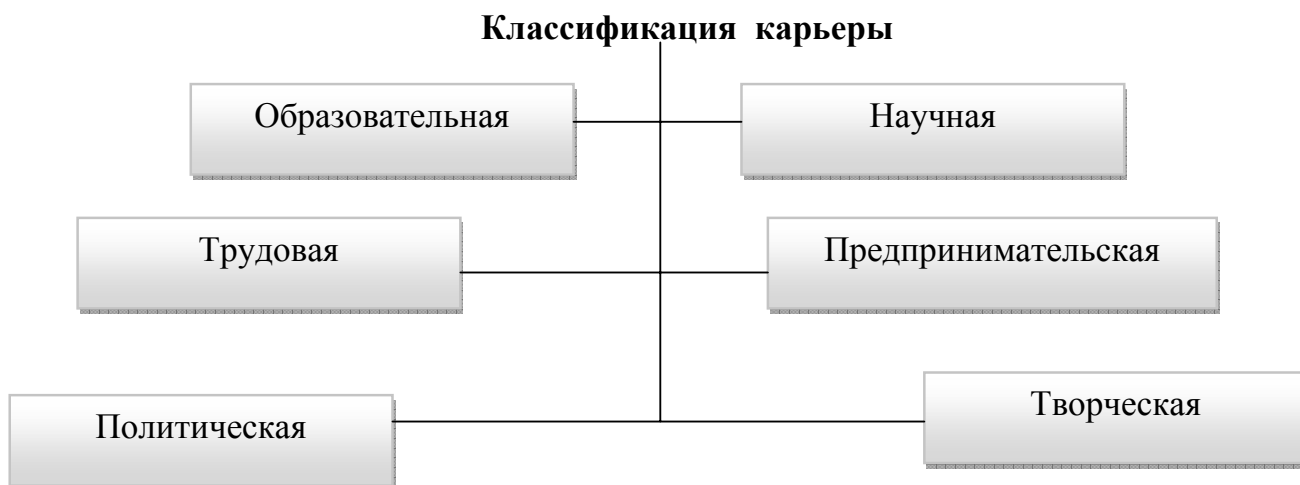 Классификация карьеры
Образовательная
Научная
Трудовая
Предпринимательская
Политическая
Творческая